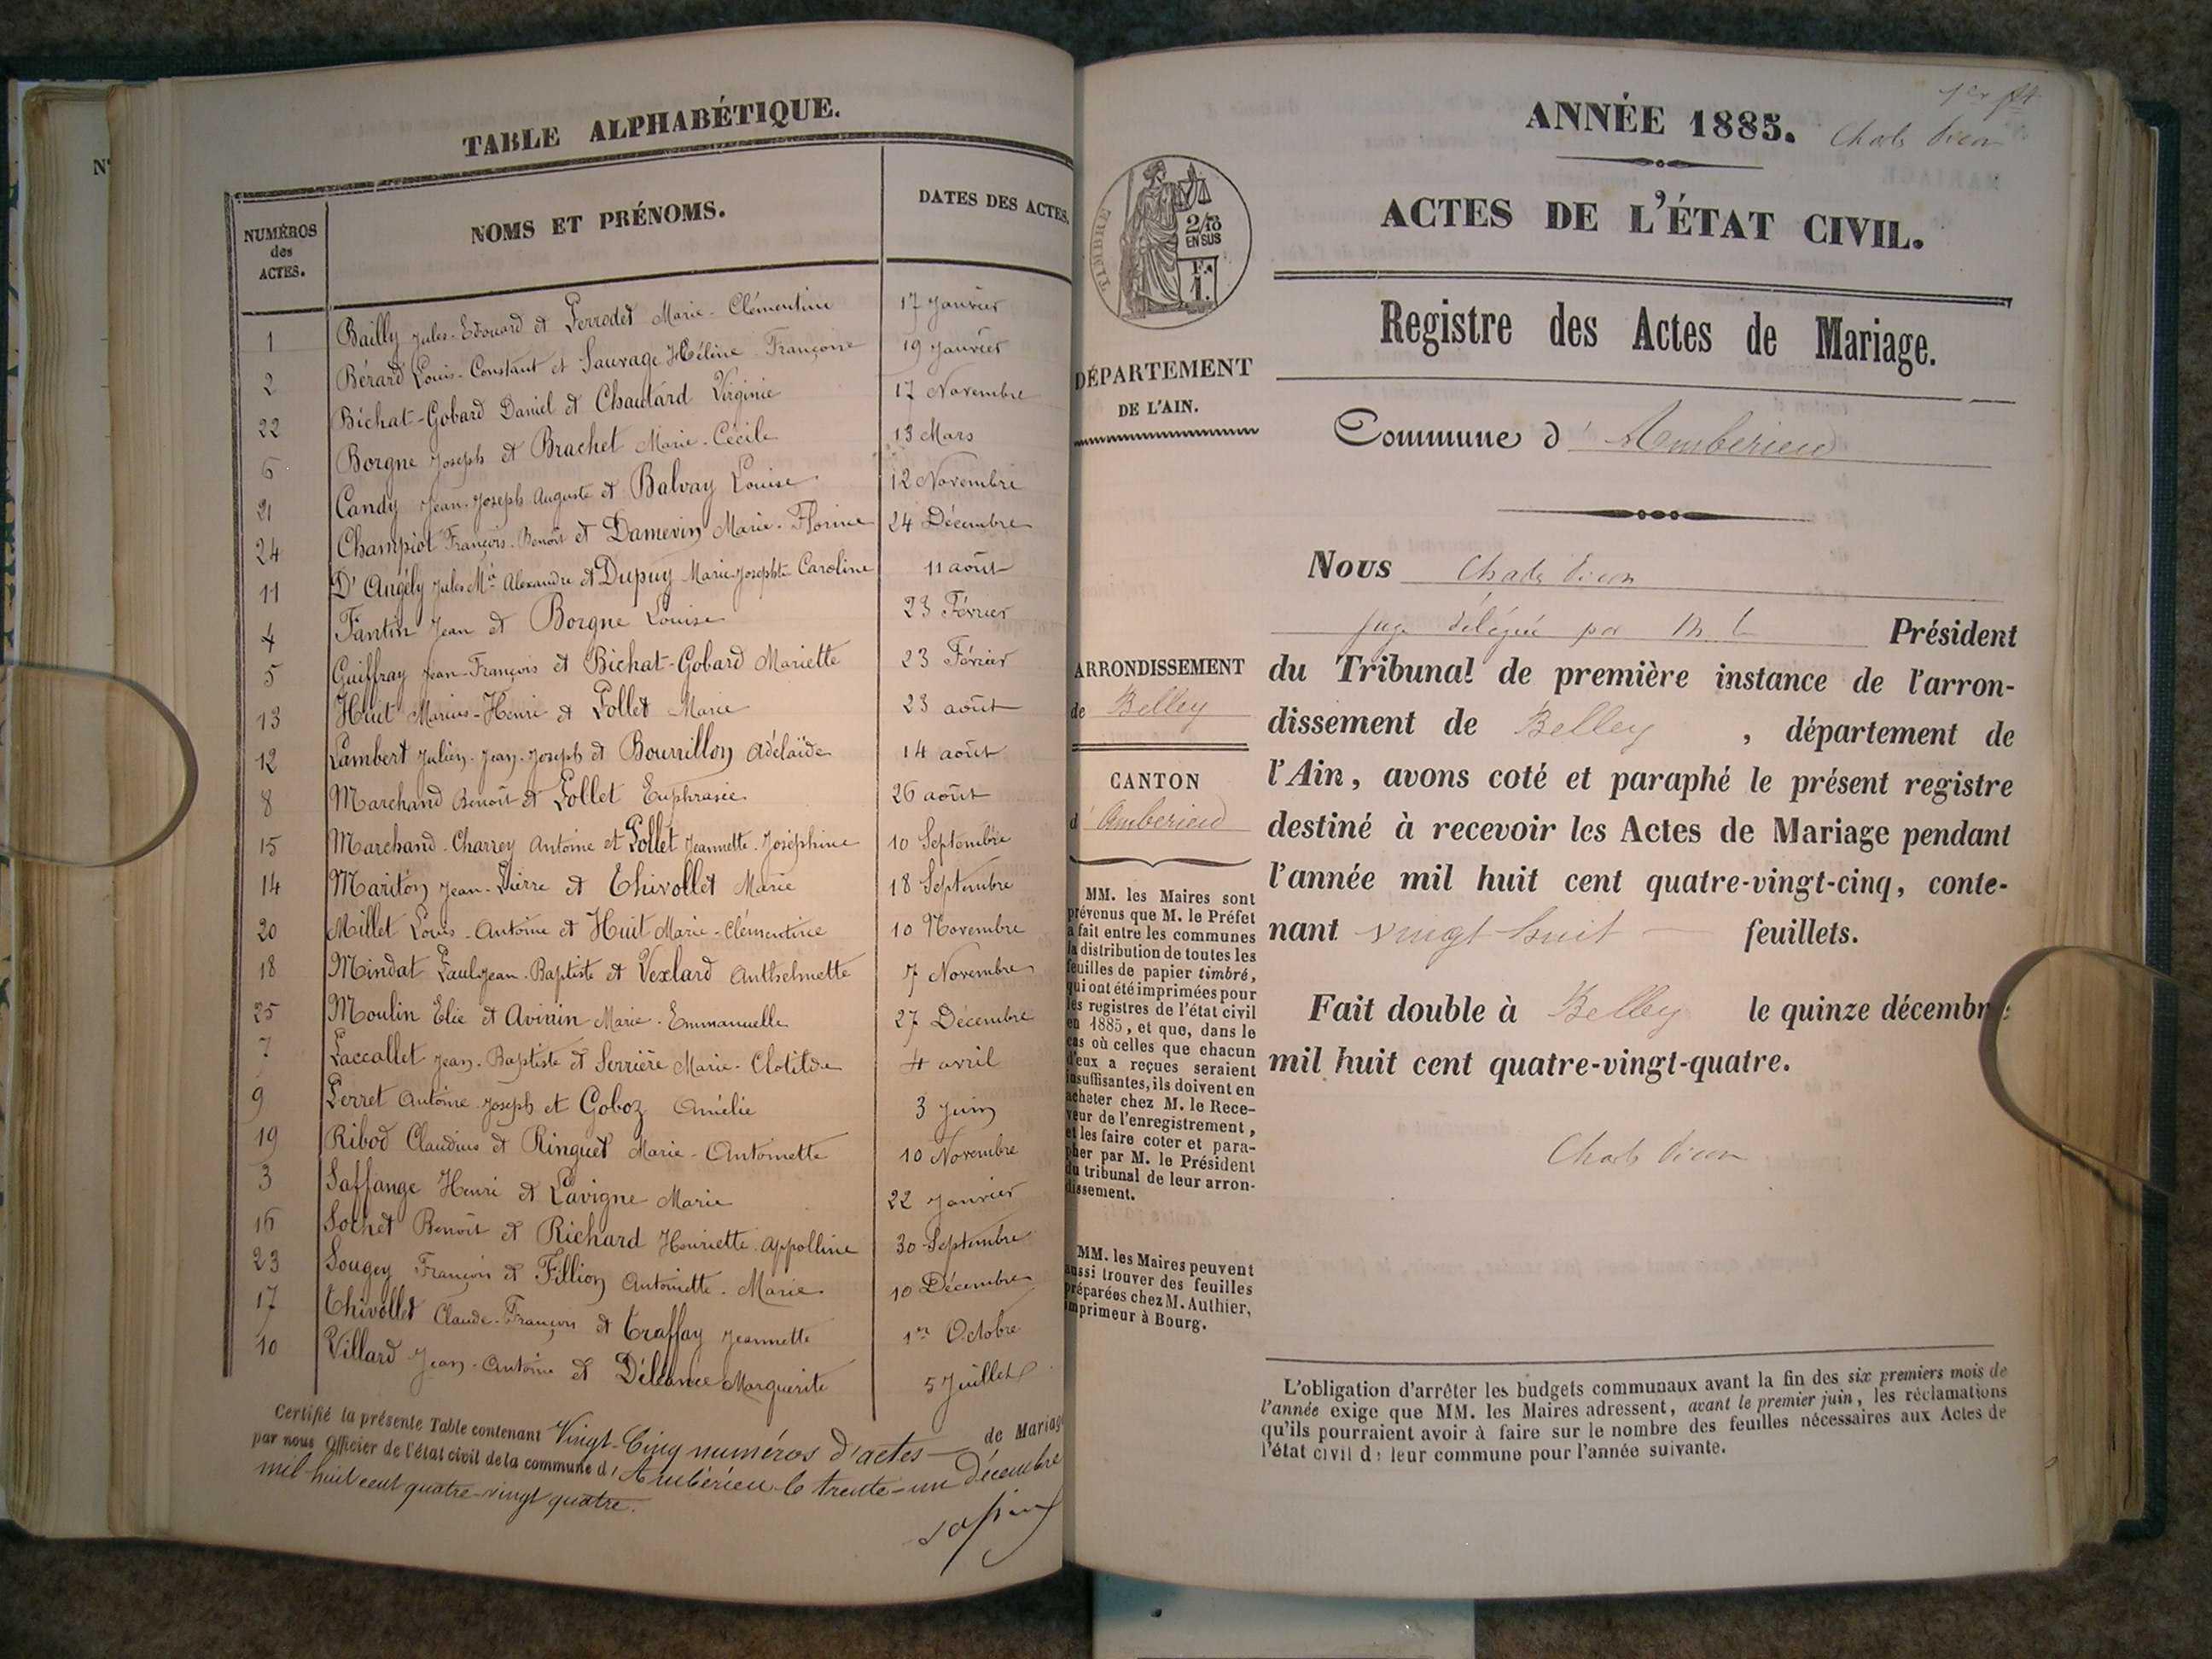 TABLE ALPHABÉTIQUE.
NUMÉROS des ACTES.
NOMS ET PRÉNOMS.
DATES DES ACTES.
1 Bailly Jules-Edouard et Perrodet Marie-Clémentine 17 Janvier
2 Bérard Louis-Constant et Sauvage Héline-Françoise 19 Janvier
22 Bichat-Gobard Daniel et Chautard Virginie 17 Novembre
6 Borgne Joseph et Brachet Marie-Cécile 13 Mars
21 Candy Jean-Joseph Auguste et Balvay Louise 12 Novembre
24 Champiot François-Benoît et Damevin Marie-Florine 24 Décembre
11 D'Angély Jules Mie Alexandre et Dupuy Marie-Josephte Caroline 11 août
4 Fantin Jean et Borgne Louise 23 Février
5 Guiffray Jean-François et Bichat-Gobard Mariette 23 Février
13 Huit Marius-Henri et Pollet Marie 23 août
12 Lambert Julien-Jean-Joseph et Bourrillon Adélaïde 14 août
8 Marchand Benoît et Pollet Euphrasie 26 août
15 Marchand-Charrey Antoine et Pollet Jeannette-Joséphine 10 Septembre
14 Mariton Jean-Pierre et Thivollet Marie 18 Septembre
20 Millet Louis-Antoine et Huit Marie-Clémentine 10 Novembre
18 Mindat Paul Jean-Baptiste et Vexlard Anthelmette 7 Novembre
25 Moulin Elie et Avinin Marie-Emmanuelle 27 Décembre
7 Paccallet Jean-Baptiste et Serrière Marie-Clotilde 4 avril
9 Perret Antoine-Joseph et Goboz Amélie 3 Juin
19 Ribod Claudius et Ringuet Marie-Antoinette 10 Novembre
3 Saffange Henri et Lavigne Marie 22 Janvier
16 Sochet Benoît et Richard Henriette-Appolline 30 Septembre
23 Sougey François et Fillion Antoinette-Marie 10 Décembre
17 Thivollet Claude-François et Traffay Jeannette 1er Octobre
10 Villard Jean-Antoine et Déléance Marguerite 5 Juillet
Certifié la présente Table contenant Vingt-Cinq numéros d'actes de Mariage
par nous Officier de l'état civil de la commune d'Ambérieu le trente-un Décembre
mil huit cent quatre-vingt quatre.
1er
ANNÉE 1885.
ACTES DE L'ÉTAT CIVIL.
TIMBRE
2/10
EN SUS
F.
1.
DÉPARTEMENT
DE L'AIN.
ARRONDISSEMENT
de Belley
CANTON
d'Ambérieu
MM. les Maires sont
prévenus que M. le Préfet
a fait entre les communes
la distribution de toutes les
feuilles de papier timbré,
qui ont été imprimées pour
les registres de l'état civil
en 1885, et que, dans le
cas où celles que chacun
d'eux a reçues seraient
insuffisantes, ils doivent en
acheter chez M. le Rece-
veur de l'enregistrement,
et les faire coter et para-
pher par M. le Président
du tribunal de leur arron-
dissement.
MM. les Maires peuvent
aussi trouver des feuilles
préparées chez M. Authier,
imprimeur à Bourg.
Registre des Actes de Mariage.
Commune d'Ambérieu
Nous
Juge délégué par M. le Président
du Tribunal de première instance de l'arron-
dissement de Belley, département de
l'Ain, avons coté et paraphé le présent registre
destiné à recevoir les Actes de Mariage pendant
l'année mil huit cent quatre-vingt-cinq, conte-
nant vingt huit feuillets.
Fait double à Belley le quinze décembre
mil huit cent quatre-vingt-quatre.
L'obligation d'arrêter les budgets communaux avant la fin des six premiers mois de
l'année exige que MM. les Maires adressent, avant le premier juin, les réclamations
qu'ils pourraient avoir à faire sur le nombre des feuilles nécessaires aux Actes de
l'état civil de leur commune pour l'année suivante.